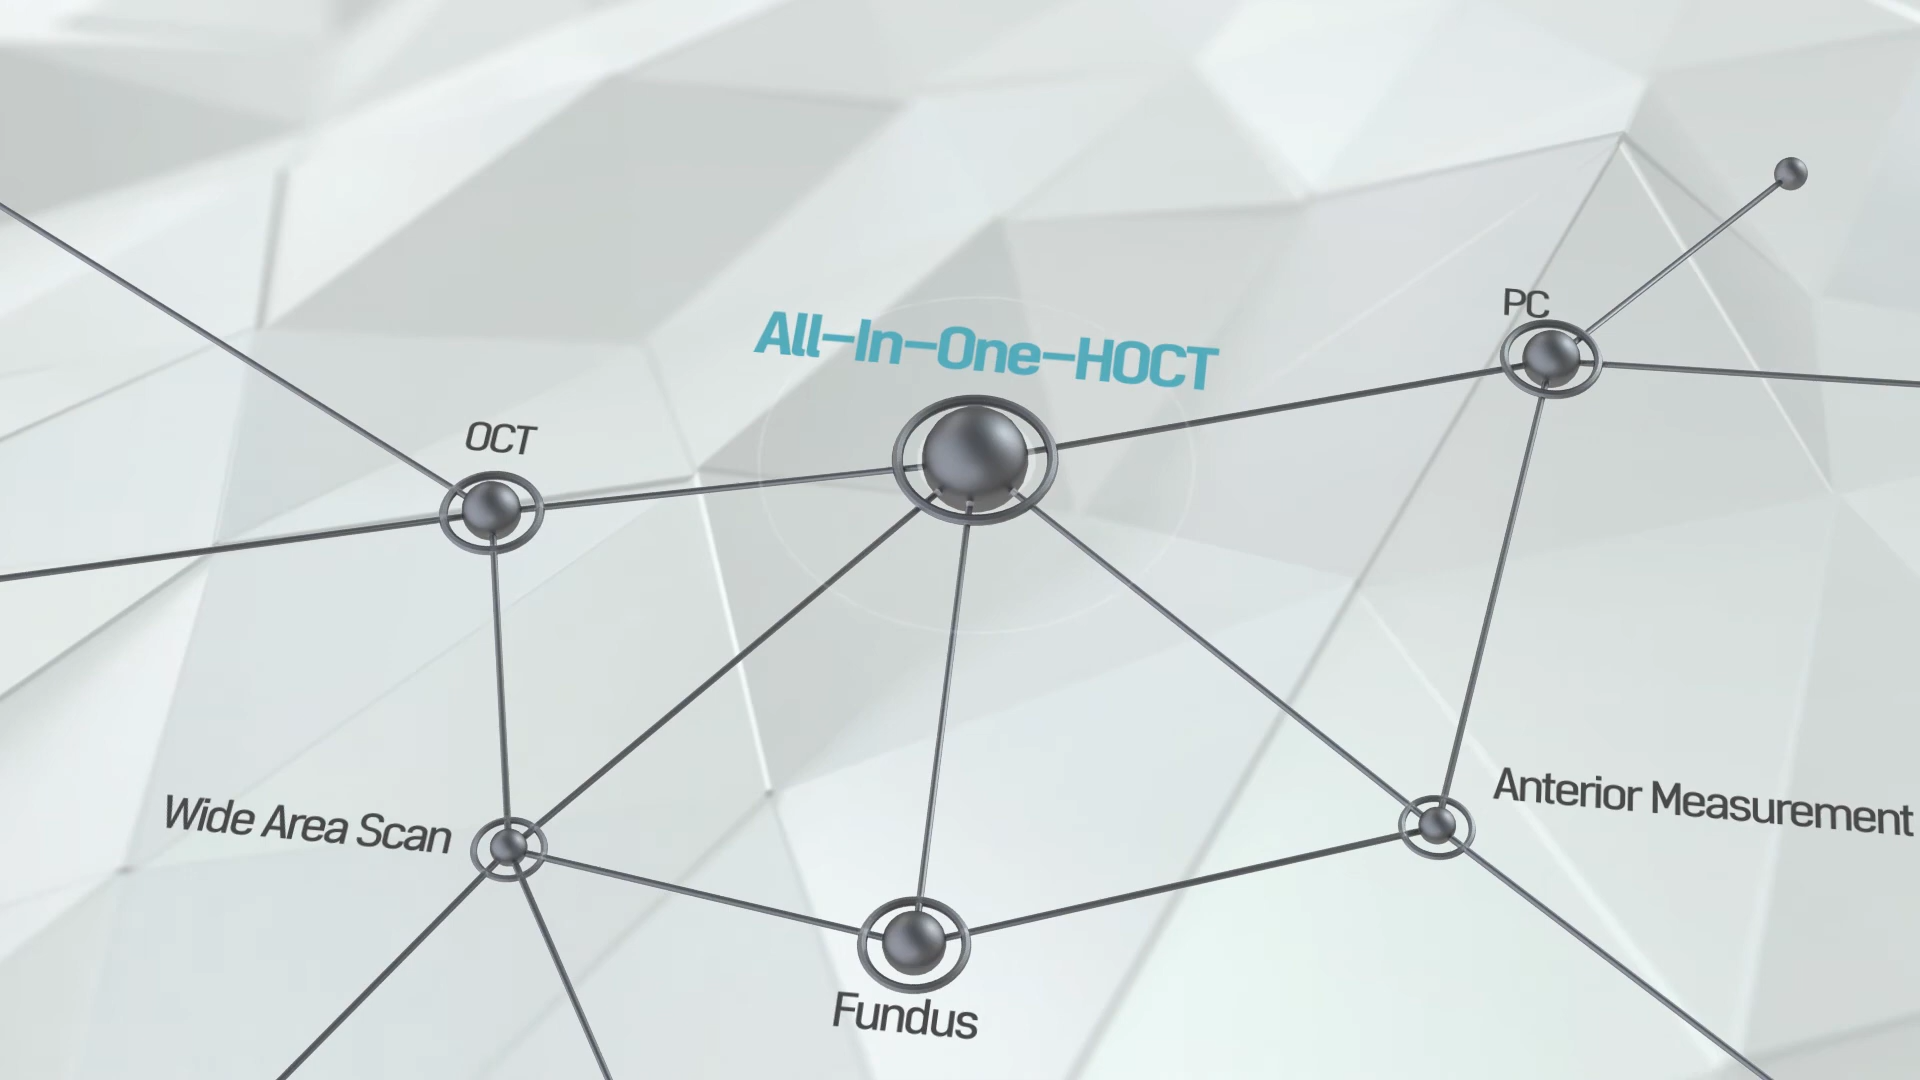 All-In-One-HOCT
PC
OCT
Wide Area Scan
Anterior Measurement
Fundus